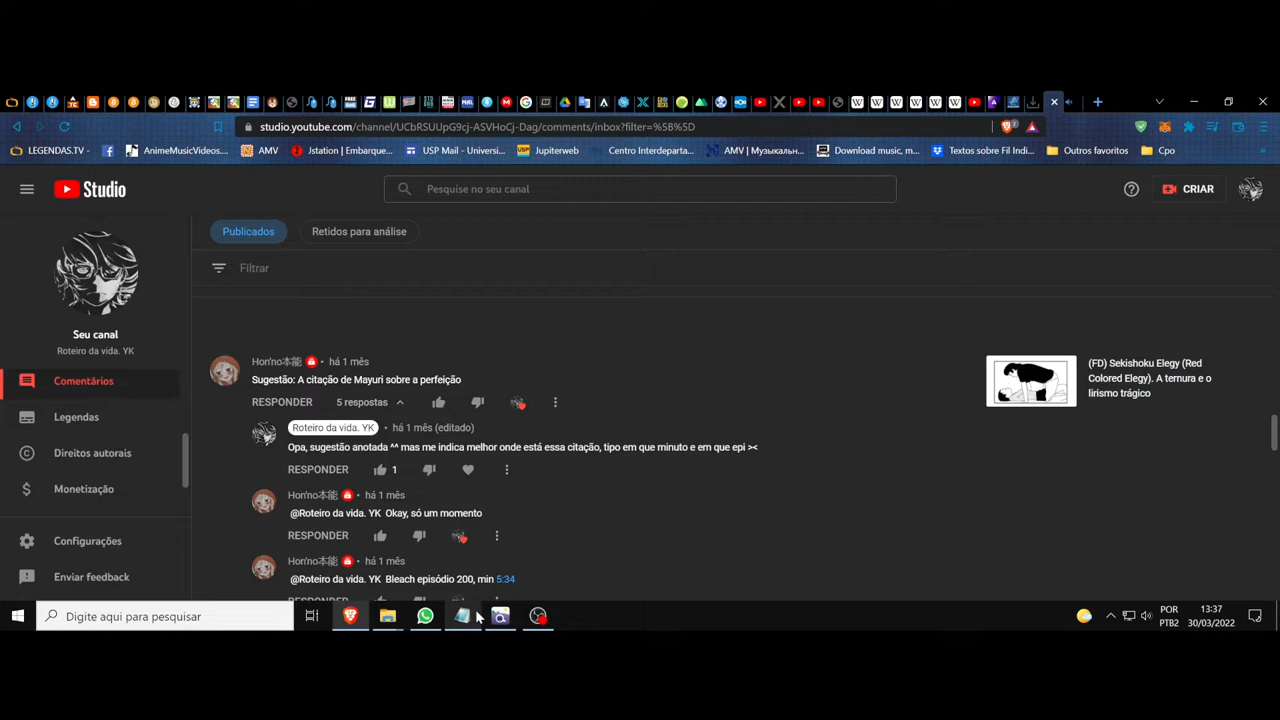 studio.youtube.com/channel/UCbRSUUpG9cj-ASVHoCj-Dag/comments/inbox?filter=%5B%5D
2
LEGENDAS.TV - AnimeMusicVideos... AMV Jstation | Embarque... USP Mail - Universi... Jupiterweb Centro Interdeparta... AMV | Музыкальн... Download music, m... Textos sobre Fil Indi... Outros favoritos Cpo »
Studio
Pesquise no seu canal
CRIAR
Publicados Retidos para análise
Filtrar
Seu canal
Roteiro da vida. YK
Comentários
Legendas
Direitos autorais
Monetização
Configurações
Enviar feedback
Hon'no本能 • há 1 mês
Sugestão: A citação de Mayuri sobre a perfeição
RESPONDER 5 respostas
(FD) Sekishoku Elegy (Red
Colored Elegy). A ternura e o
lirismo trágico
Roteiro da vida. YK • há 1 mês (editado)
Opa, sugestão anotada ^^ mas me indica melhor onde está essa citação, tipo em que minuto e em que epi ><
RESPONDER 1
Hon'no本能 • há 1 mês
@Roteiro da vida. YK Okay, só um momento
RESPONDER
Hon'no本能 • há 1 mês
@Roteiro da vida. YK Bleach episódio 200, min 5:34
Digite aqui para pesquisar
POR
PTB2
13:37
30/03/2022